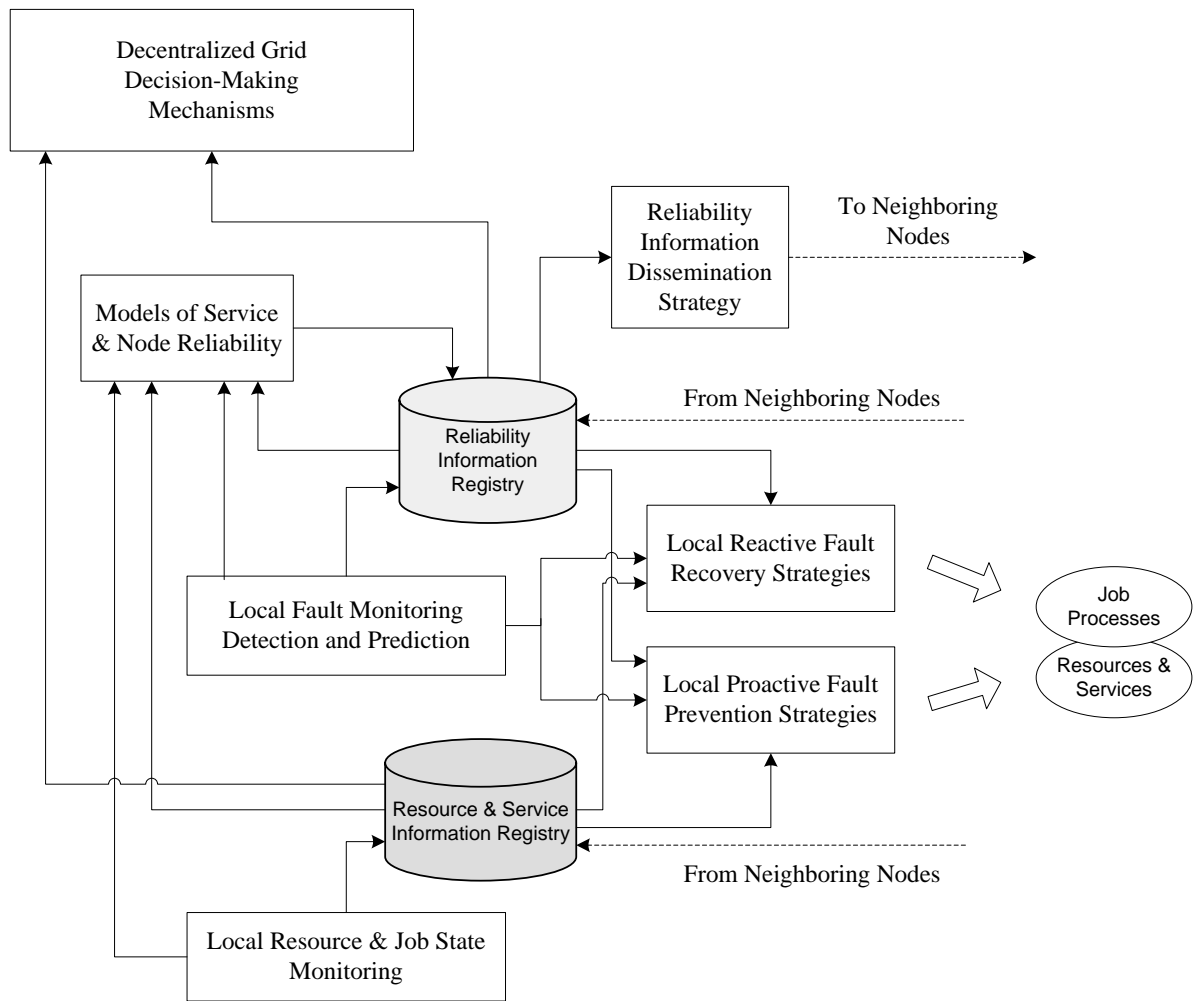 Decentralized Grid
Decision-Making
Mechanisms
Reliability
Information
Dissemination
Strategy
To Neighboring
Nodes
Models of Service
& Node Reliability
From Neighboring Nodes
Reliability
Information
Registry
Local Reactive Fault
Recovery Strategies
Local Fault Monitoring
Detection and Prediction
Job
Processes
Resources &
Services
Local Proactive Fault
Prevention Strategies
Resource & Service
Information Registry
From Neighboring Nodes
Local Resource & Job State
Monitoring